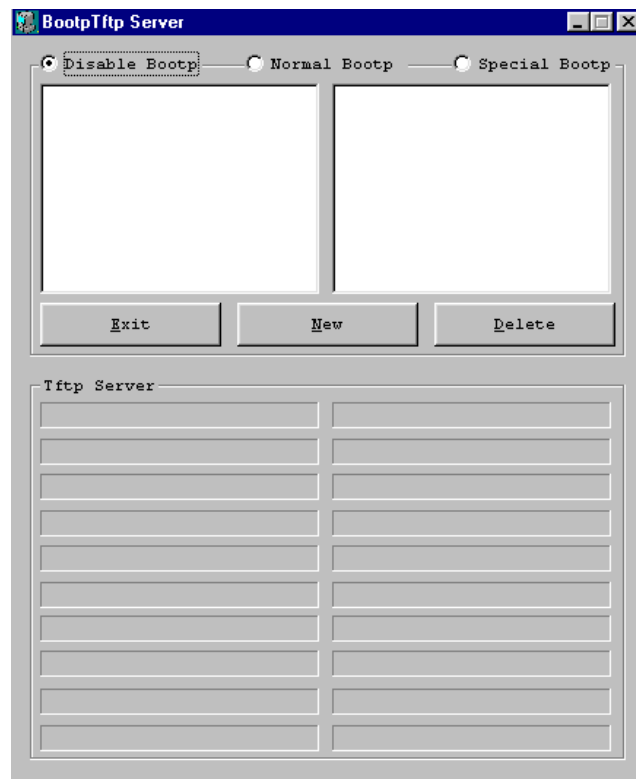 BootpTftp Server
Disable Bootp Normal Bootp Special Bootp
Exit New Delete
Tftp Server